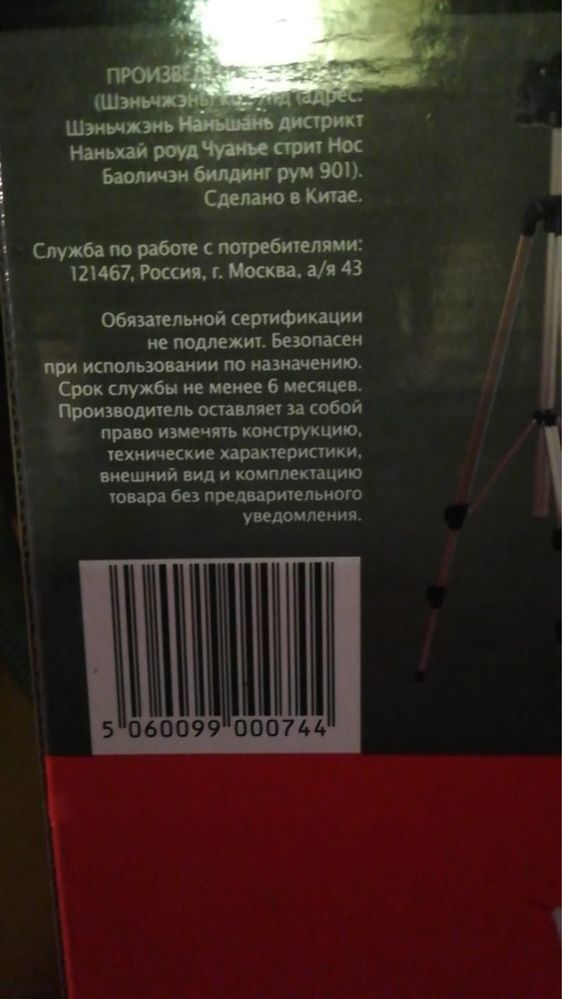 (Шэньчжэнь) (адрес:
Шэньчжэнь Наньшань дистрикт
Наньхай роуд Чуанъе стрит Нос
Баоличэн билдинг рум 901).
Сделано в Китае.
Служба по работе с потребителями:
121467, Россия, г. Москва, а/я 43
Обязательной сертификации
не подлежит. Безопасен
при использовании по назначению.
Срок службы не менее 6 месяцев.
Производитель оставляет за собой
право изменять конструкцию,
технические характеристики,
внешний вид и комплектацию
товара без предварительного
уведомления.
5 060099 000744